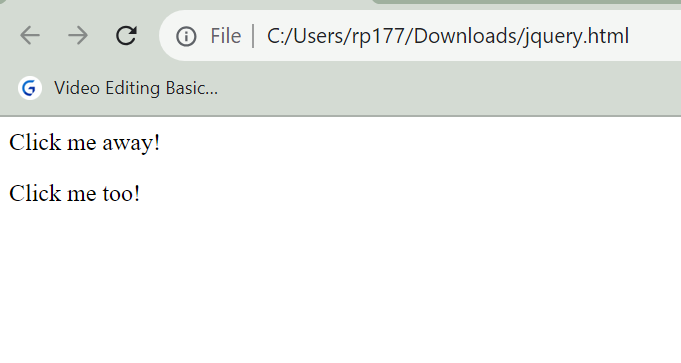 File C:/Users/rp177/Downloads/jquery.html
G Video Editing Basic...
Click me away!
Click me too!